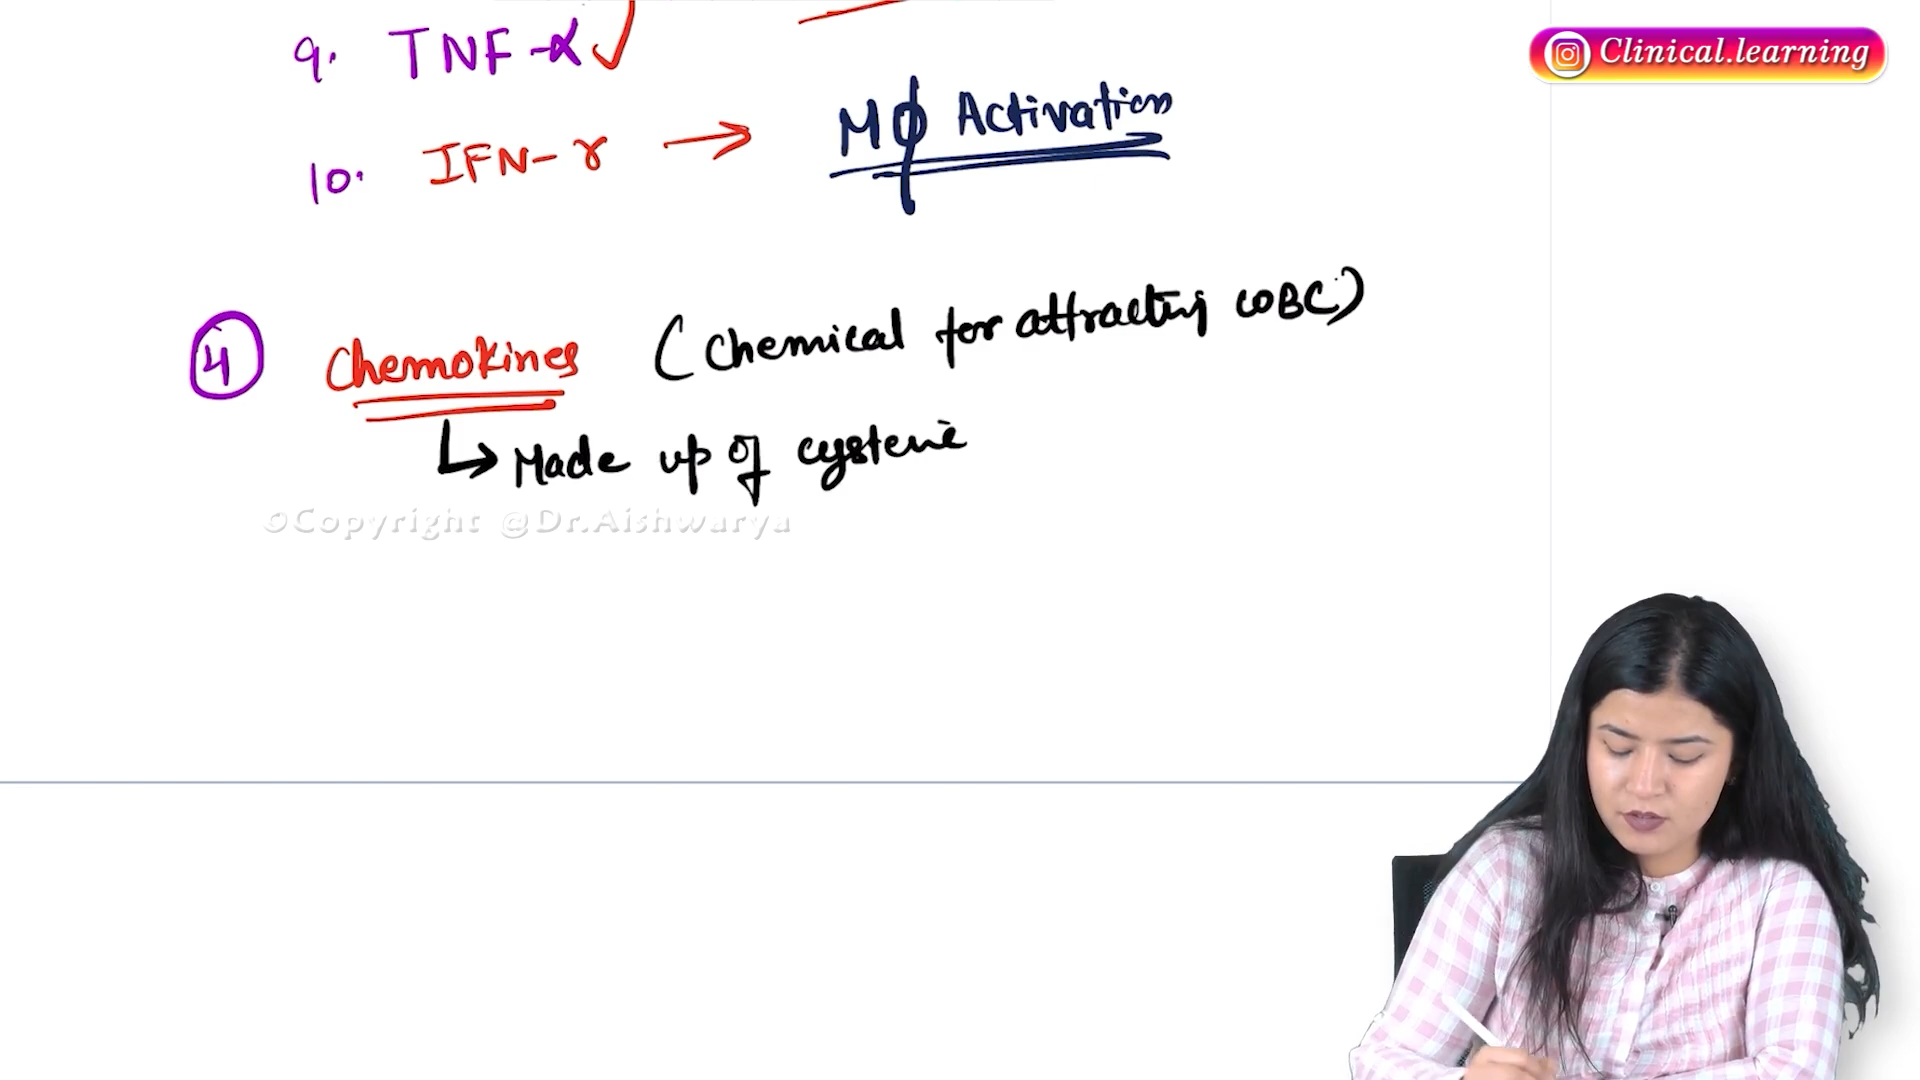 9. TNF-α ✓
Clinical.learning
10. IFN-γ → Mϕ Activation
4 Chemokines (Chemical for attracting WBC)
↳ Made up of cysteine
©Copyright @Dr.Aishwarya